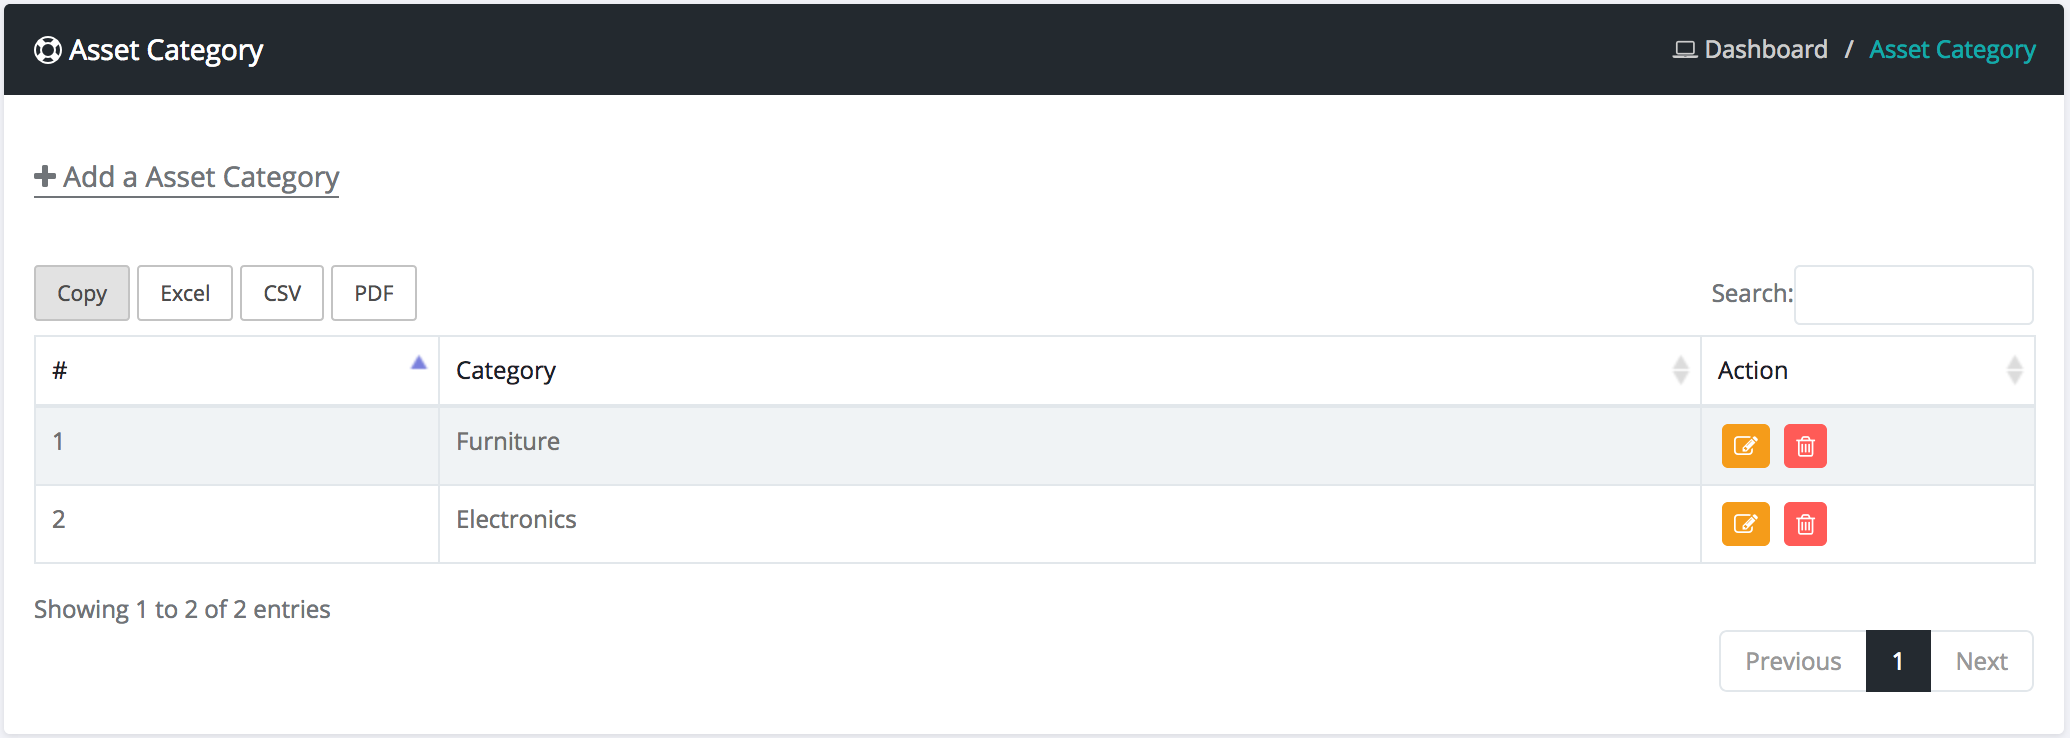 Asset Category
Dashboard / Asset Category
Add a Asset Category
Copy Excel CSV PDF
Search:
# Category Action
1 Furniture
2 Electronics
Showing 1 to 2 of 2 entries
Previous 1 Next